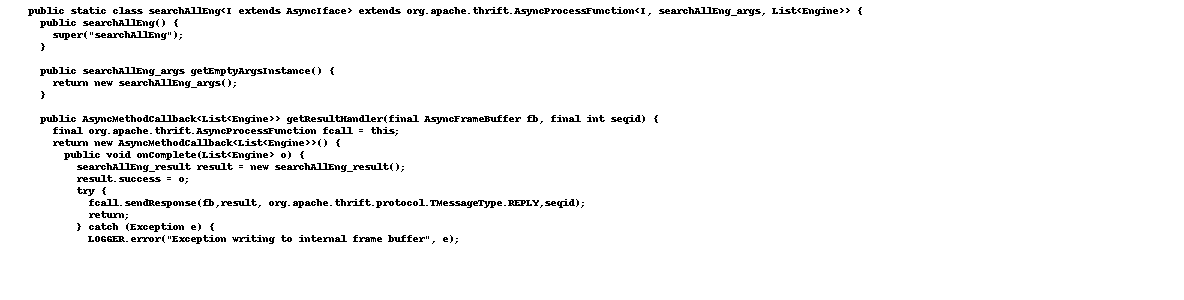 public static class searchAllEng<I extends AsyncIface> extends org.apache.thrift.AsyncProcessFunction<I, searchAllEng_args, List<Engine>> {
public searchAllEng() {
super("searchAllEng");
}
public searchAllEng_args getEmptyArgsInstance() {
return new searchAllEng_args();
}
public AsyncMethodCallback<List<Engine>> getResultHandler(final AsyncFrameBuffer fb, final int seqid) {
final org.apache.thrift.AsyncProcessFunction fcall = this;
return new AsyncMethodCallback<List<Engine>>() {
public void onComplete(List<Engine> o) {
searchAllEng_result result = new searchAllEng_result();
result.success = o;
try {
fcall.sendResponse(fb,result, org.apache.thrift.protocol.TMessageType.REPLY,seqid);
return;
} catch (Exception e) {
LOGGER.error("Exception writing to internal frame buffer", e);